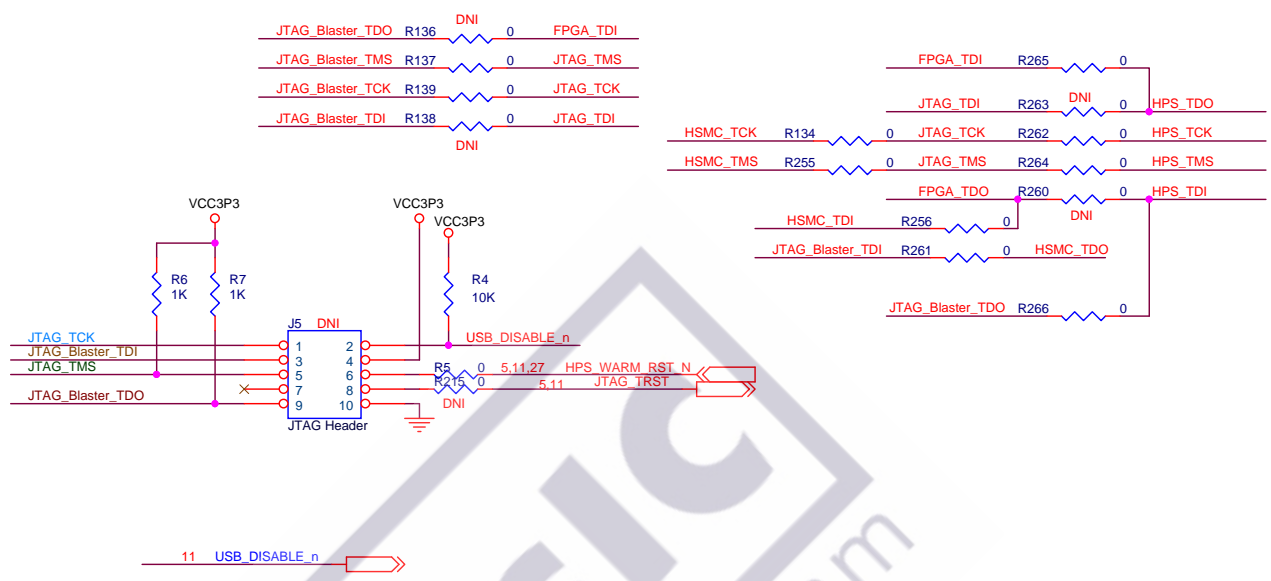 DNI
JTAG_Blaster_TDO R136 0 FPGA_TDI
JTAG_Blaster_TMS R137 0 JTAG_TMS
JTAG_Blaster_TCK R139 0 JTAG_TCK
JTAG_Blaster_TDI R138 0 JTAG_TDI
DNI
FPGA_TDI R265 0
DNI
JTAG_TDI R263 0 HPS_TDO
HSMC_TCK R134 0 JTAG_TCK R262 0 HPS_TCK
HSMC_TMS R255 0 JTAG_TMS R264 0 HPS_TMS
FPGA_TDO R260 0 HPS_TDI
DNI
HSMC_TDI R256 0
JTAG_Blaster_TDI R261 0 HSMC_TDO
JTAG_Blaster_TDO R266 0
VCC3P3 VCC3P3
VCC3P3
R6 R7 R4
1K 1K 10K
J5 DNI
JTAG_TCK 1 2 USB_DISABLE_n
JTAG_Blaster_TDI 3 4
JTAG_TMS 5 6 R5 0 5,11,27 HPS_WARM_RST_N
7 8 R215 0 5,11 JTAG_TRST
JTAG_Blaster_TDO 9 10 DNI
JTAG Header
SIC
om
11 USB_DISABLE_n